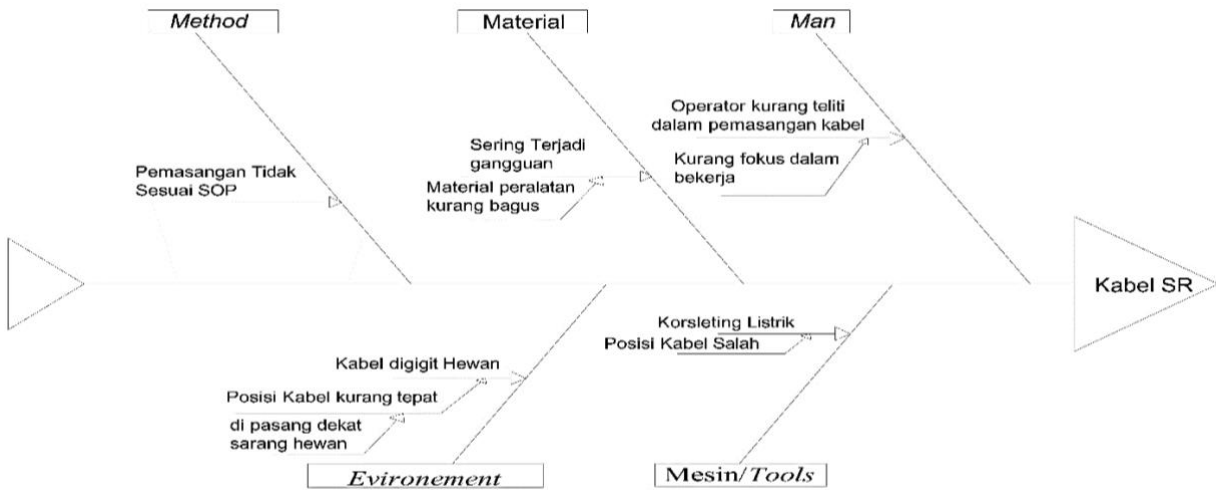 Method
Material
Man
Operator kurang teliti
dalam pemasangan kabel
Kurang fokus dalam
bekerja
Sering Terjadi
gangguan
Material peralatan
kurang bagus
Pemasangan Tidak
Sesuai SOP
Kabel SR
Korsleting Listrik
Posisi Kabel Salah
Kabel digigit Hewan
Posisi Kabel kurang tepat
di pasang dekat
sarang hewan
Evironement
Mesin/Tools